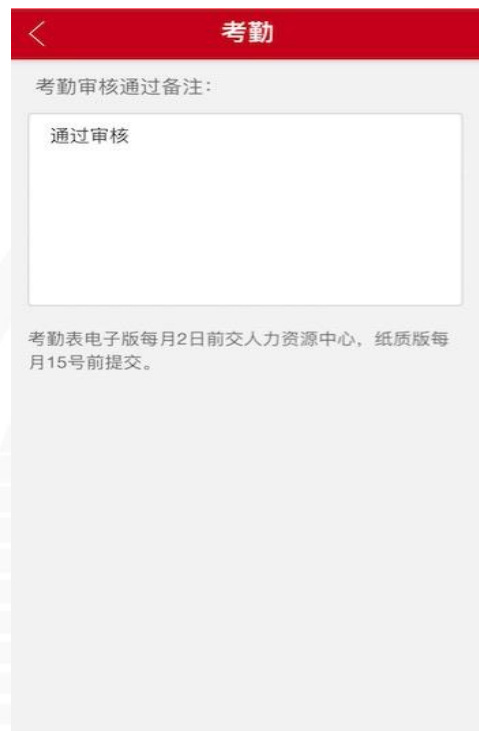 考勤
考勤审核通过备注：
通过审核
考勤表电子版每月2日前交人力资源中心，纸质版每
月15号前提交。